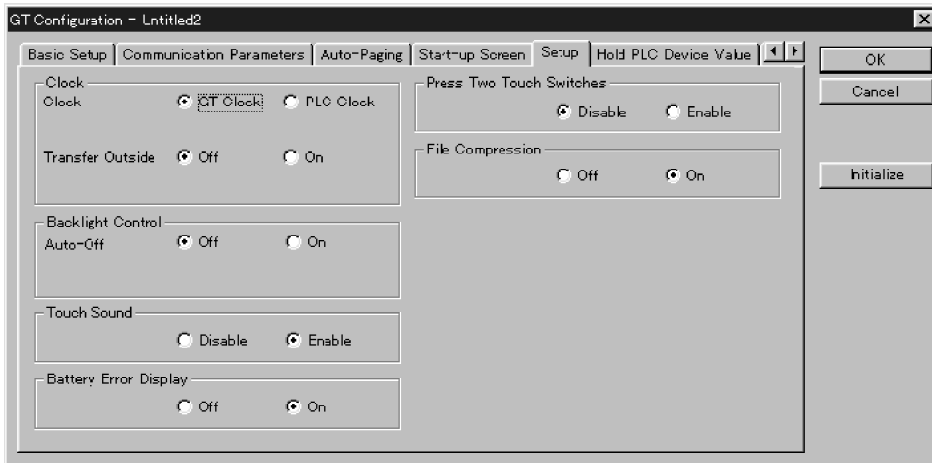 GT Configuration - Lntitled2
Basic Setup Communication Parameters Auto-Paging Start-up Screen Setup Hold PLC Device Value
OK
Cancel
Initialize
Clock
Clock GT Clock PLC Clock
Transfer Outside Off On
Backlight Control
Auto-Off Off On
Touch Sound
Disable Enable
Battery Error Display
Off On
Press Two Touch Switches
Disable Enable
File Compression
Off On